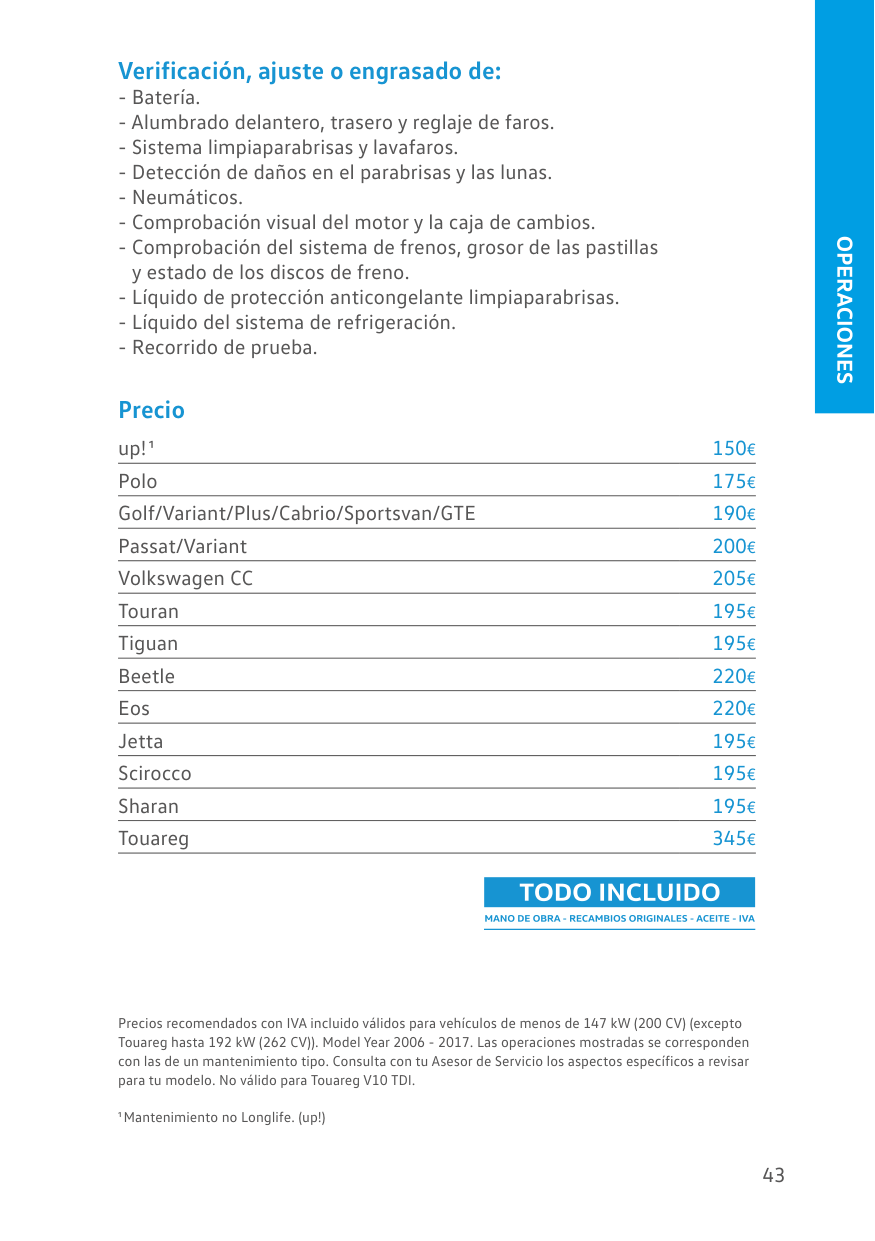 Verificación, ajuste o engrasado de:
- Batería.
- Alumbrado delantero, trasero y reglaje de faros.
- Sistema limpiaparabrisas y lavafaros.
- Detección de daños en el parabrisas y las lunas.
- Neumáticos.
- Comprobación visual del motor y la caja de cambios.
- Comprobación del sistema de frenos, grosor de las pastillas
y estado de los discos de freno.
- Líquido de protección anticongelante limpiaparabrisas.
- Líquido del sistema de refrigeración.
- Recorrido de prueba.
OPERACIONES
Precio
up!¹ 150€
Polo 175€
Golf/Variant/Plus/Cabrio/Sportsvan/GTE 190€
Passat/Variant 200€
Volkswagen CC 205€
Touran 195€
Tiguan 195€
Beetle 220€
Eos 220€
Jetta 195€
Scirocco 195€
Sharan 195€
Touareg 345€
TODO INCLUIDO
MANO DE OBRA - RECAMBIOS ORIGINALES - ACEITE - IVA
Precios recomendados con IVA incluido válidos para vehículos de menos de 147 kW (200 CV) (excepto
Touareg hasta 192 kW (262 CV)). Model Year 2006 - 2017. Las operaciones mostradas se corresponden
con las de un mantenimiento tipo. Consulta con tu Asesor de Servicio los aspectos específicos a revisar
para tu modelo. No válido para Touareg V10 TDI.
¹ Mantenimiento no Longlife. (up!)
43